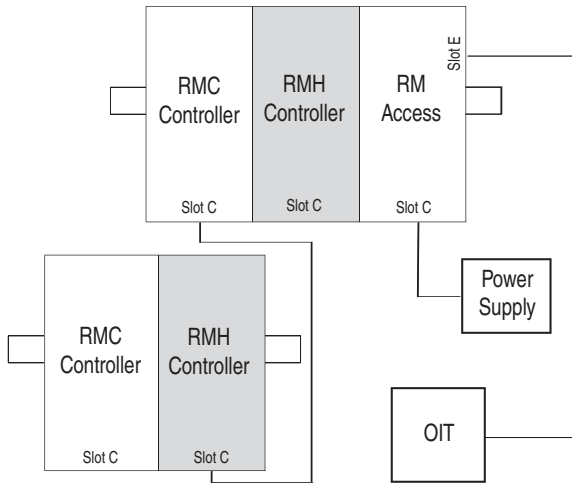 Slot E
RMC
Controller
RMH
Controller
RM
Access
Slot C
Slot C
Slot C
Power
Supply
RMC
Controller
RMH
Controller
Slot C
Slot C
OIT